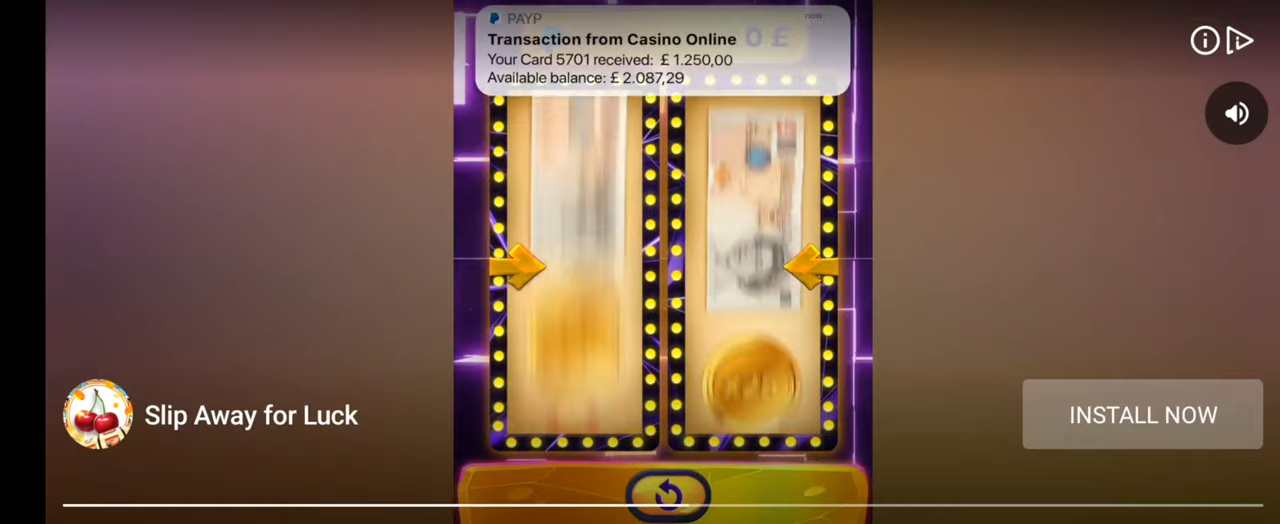 PAYP
now
Transaction from Casino Online
0 £
Your Card 5701 received: £ 1.250,00
Available balance: £ 2.087,29
Slip Away for Luck
INSTALL NOW